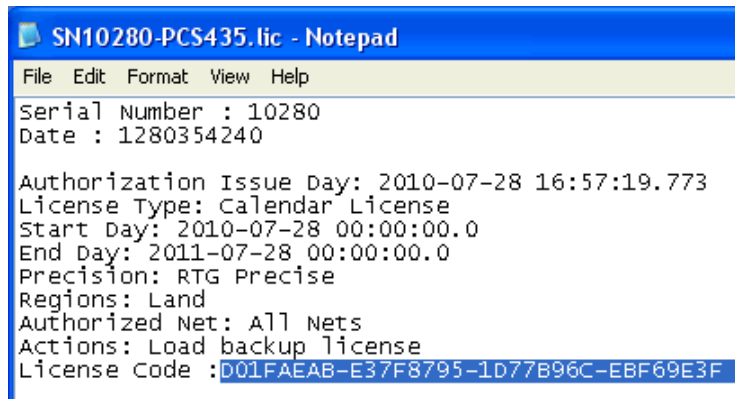 SN10280-PCS435.lic - Notepad
File Edit Format View Help
Serial Number : 10280
Date : 1280354240
Authorization Issue Day: 2010-07-28 16:57:19.773
License Type: Calendar License
Start Day: 2010-07-28 00:00:00.0
End Day: 2011-07-28 00:00:00.0
Precision: RTG Precise
Regions: Land
Authorized Net: All Nets
Actions: Load backup license
License Code :D01FAEAB-E37F8795-1D77B96C-EBF69E3F